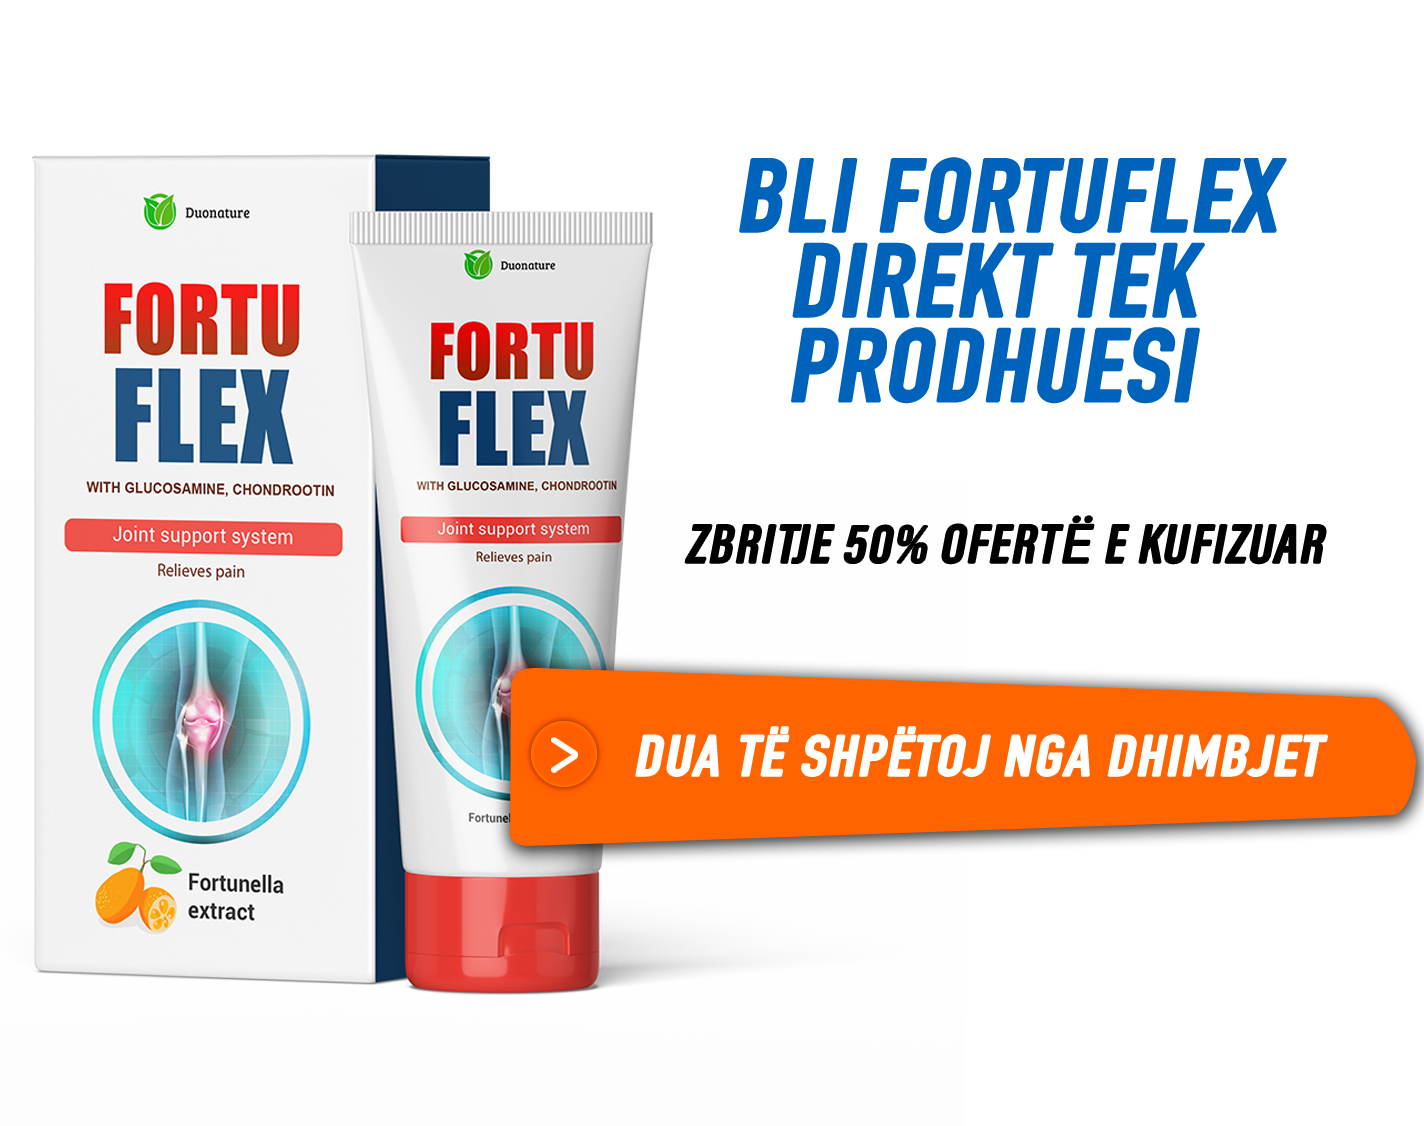 Duonature
FORTU
FLEX
WITH GLUCOSAMINE, CHONDROOTIN
Joint support system
Relieves pain
Fortunella
extract
Duonature
FORTU
FLEX
WITH GLUCOSAMINE, CHONDROOTIN
Joint support system
Relieves pain
BLI FORTUFLEX
DIREKT TEK
PRODHUESI
ZBRITJE 50% OFERTË E KUFIZUAR
DUA TË SHPËTOJ NGA DHIMBJET